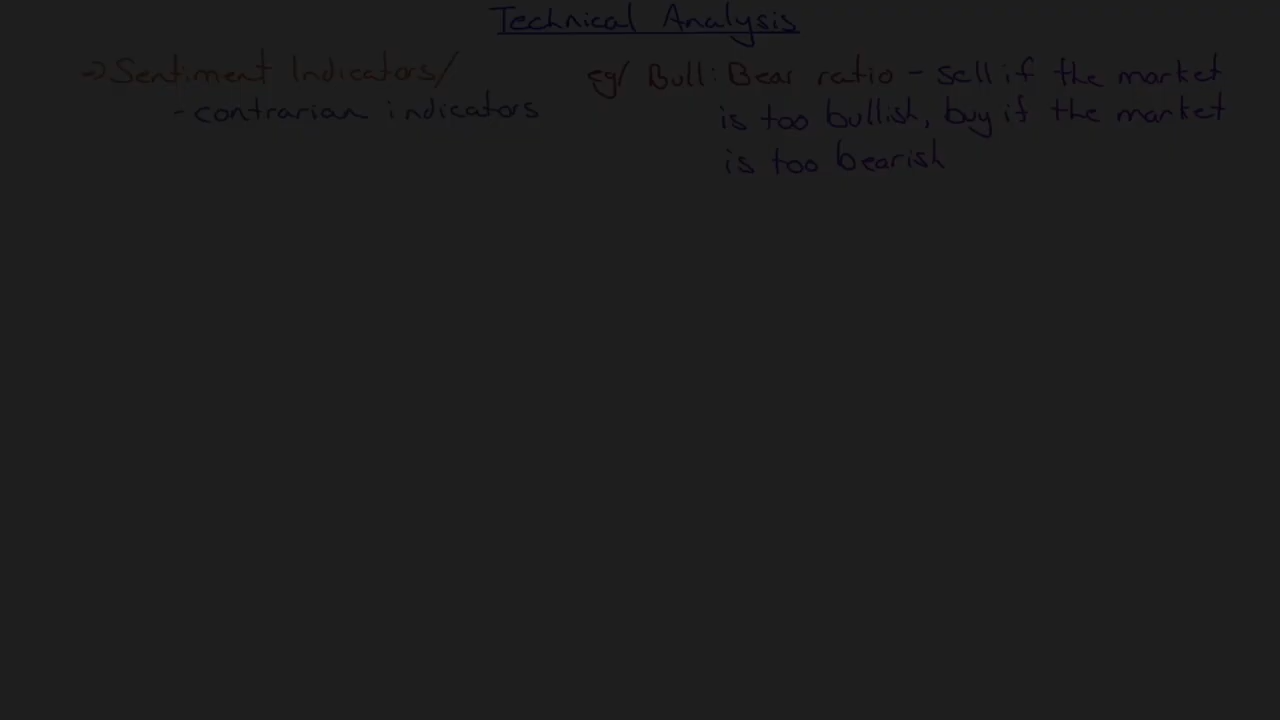 Technical Analysis
→ Sentiment Indicators/
- contrarian indicators
eg/ Bull: Bear ratio - sell if the market
is too bullish, buy if the market
is too bearish